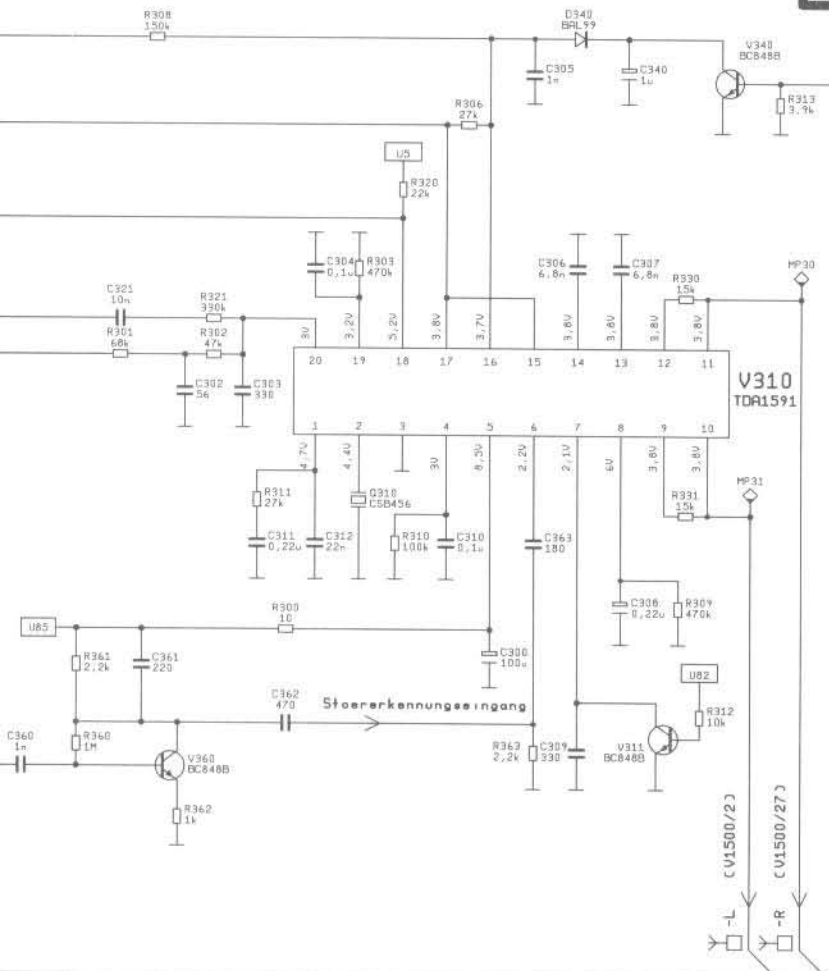 R308
150k
D340
BAL99
V340
BC848B
C305
1n
C340
1u
R313
3.9k
R306
27k
U5
R320
22k
C304
0,1u
R303
470k
C306
6.8n
C307
6,8n
R330
15k
MP30
C321
10n
R321
330k
R301
68k
R302
47k
C302
56
C303
330
3V
3,2V
5,2V
3,8V
3,7V
3,8V
3,8V
3,8V
3,8V
20 19 18 17 16 15 14 13 12 11
V310
TDA1591
1 2 3 4 5 6 7 8 9 10
4,7V
4,4V
3V
8,5V
2,2V
2,1V
6V
3,8V
3,8V
R311
27k
Q310
CSB456
C311
0,22u
C312
22n
R310
100k
C310
0,1u
C363
180
R331
15k
MP31
C308
0,22u
R309
470k
R300
10
U85
R361
2,2k
C361
220
C300
100u
C362
470
Stoererkennungseingang
U82
R312
10k
C360
1n
R360
1M
V360
BC848B
R363
2,2k
C309
330
V311
BC848B
R362
1k
(V1500/2)
(V1500/27)
-L
-R